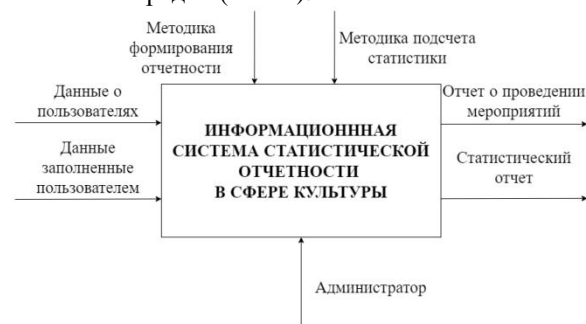 Методика
формирования
отчетности
Методика подсчета
статистики
Данные о
пользователях
Данные
заполненные
пользователем
ИНФОРМАЦИОНННАЯ
СИСТЕМА СТАТИСТИЧЕСКОЙ
ОТЧЕТНОСТИ
В СФЕРЕ КУЛЬТУРЫ
Отчет о проведении
мероприятий
Статистический
отчет
Администратор